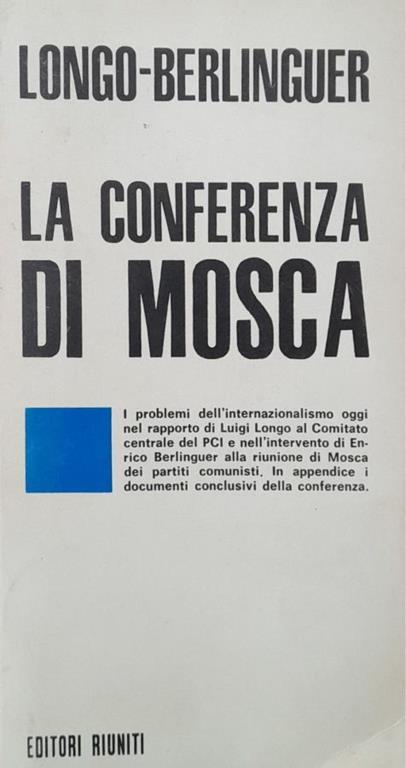 LONGO-BERLINGUER
LA CONFERENZA
DI MOSCA
I problemi dell'internazionalismo oggi
nel rapporto di Luigi Longo al Comitato
centrale del PCI e nell'intervento di En-
rico Berlinguer alla riunione di Mosca
dei partiti comunisti. In appendice i
documenti conclusivi della conferenza.
EDITORI RIUNITI